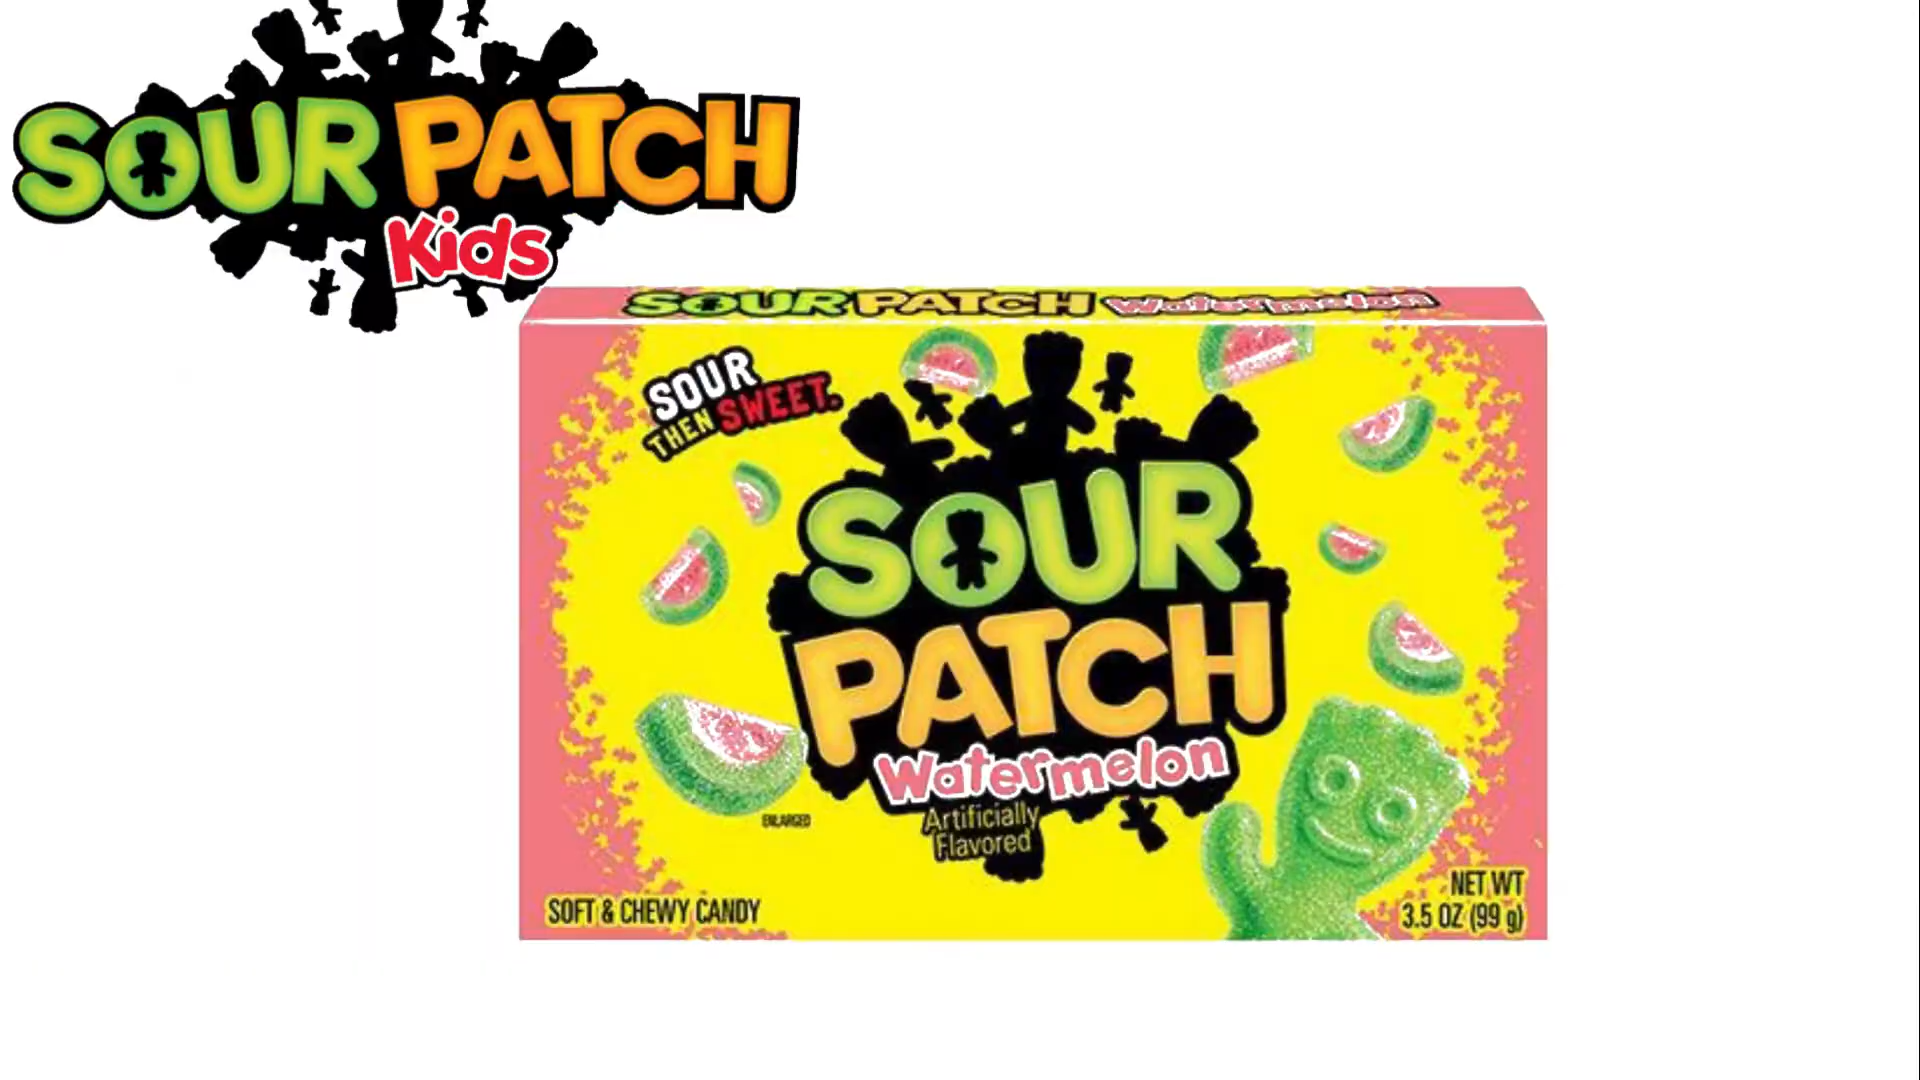 SOUR PATCH
Kids
SOUR PATCH Watermelon
SOUR
THEN SWEET.
SOUR
PATCH
Watermelon
Artificially
Flavored
ENLARGED
SOFT & CHEWY CANDY
NET WT
3.5 OZ (99 g)